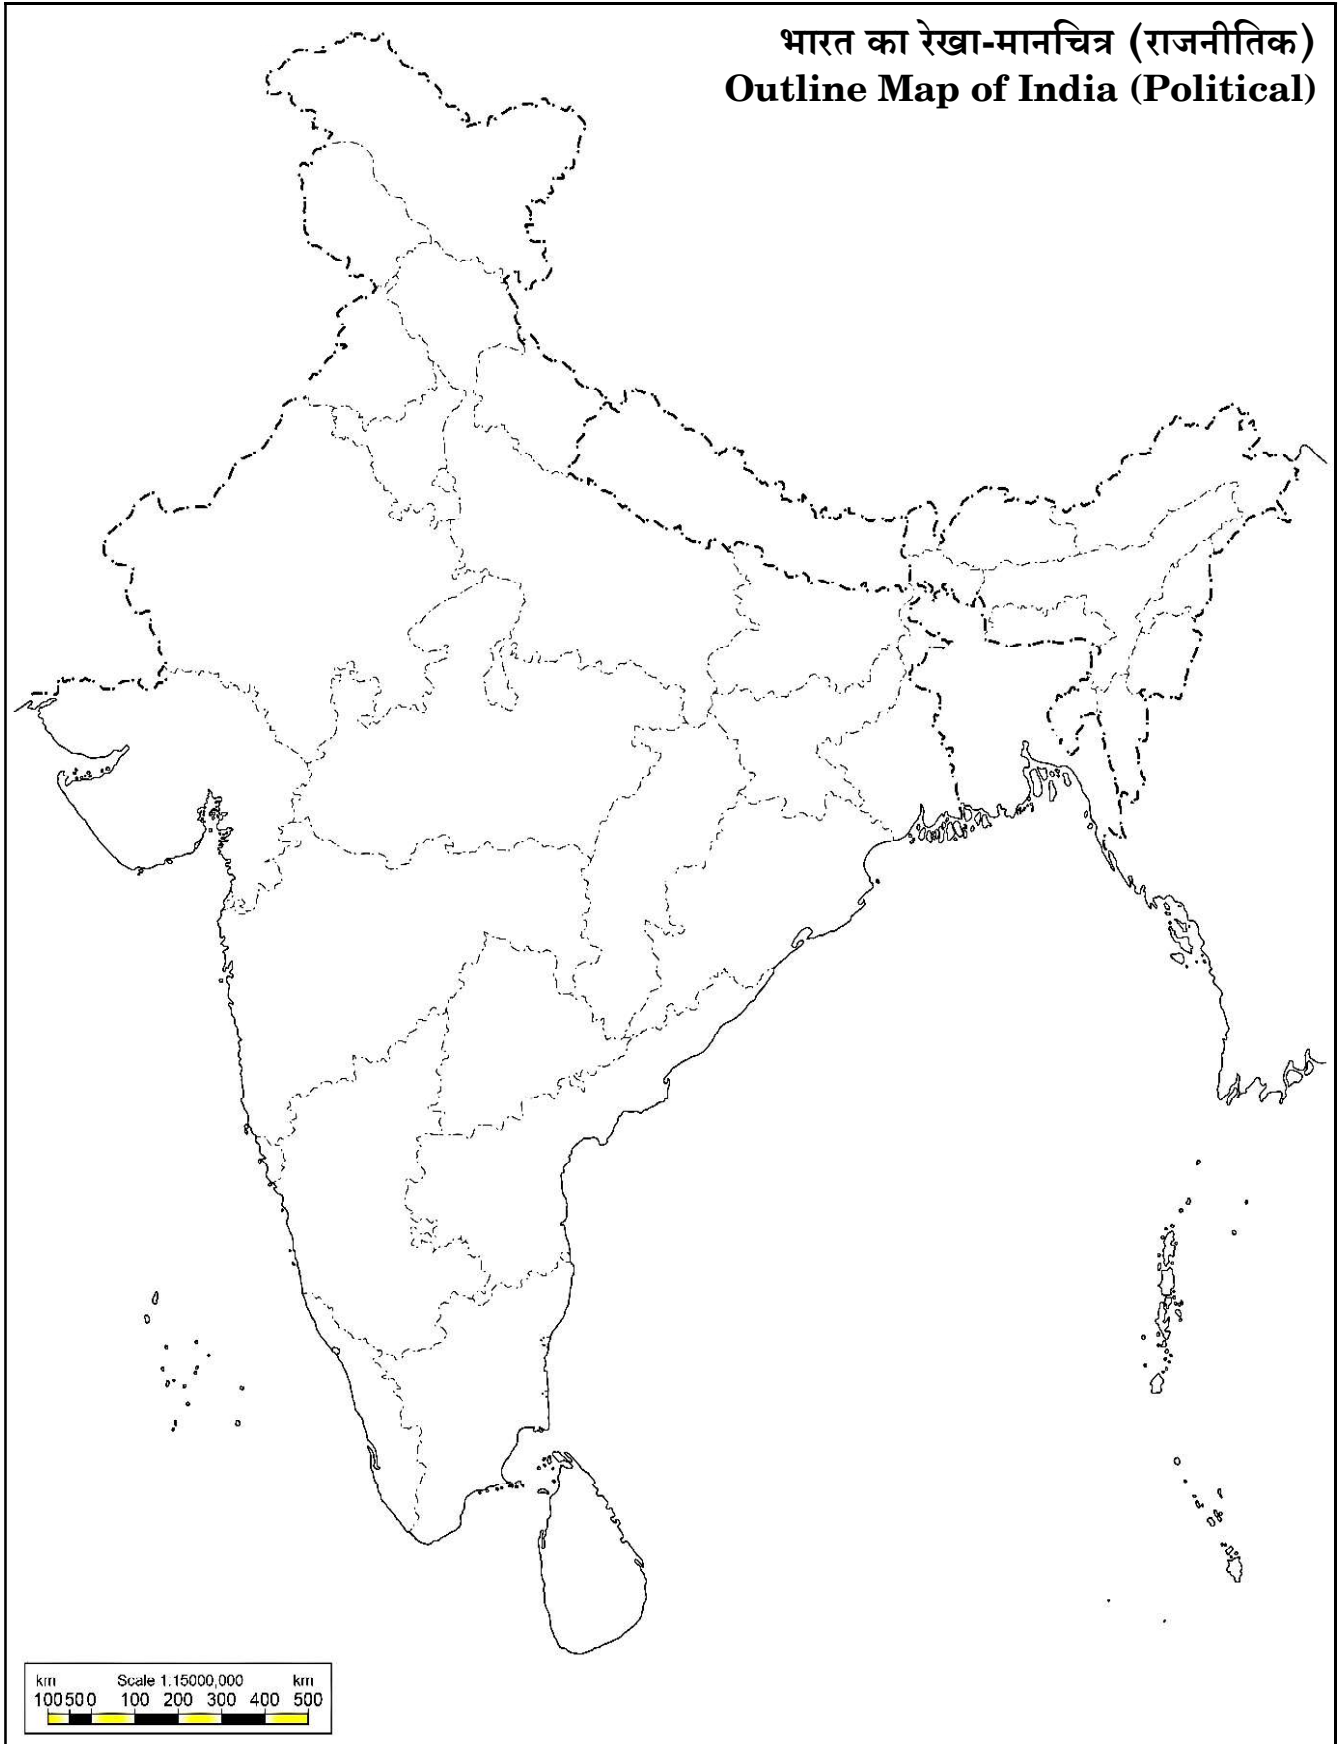 भारत का रेखा-मानचित्र (राजनीतिक)
Outline Map of India (Political)
km Scale 1:15000,000 km
100 50 0 100 200 300 400 500